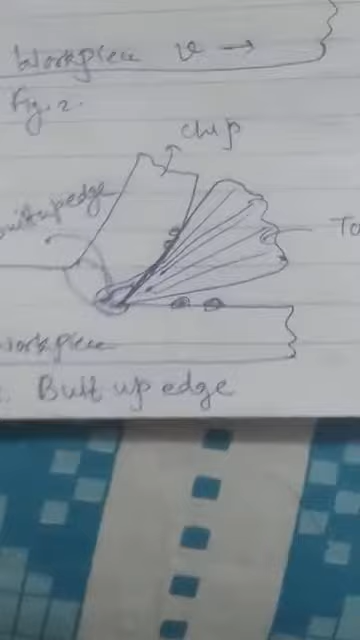 Workpiece v →
Fig. 2.
chip
built up edge
To
workpiece
. Built up edge